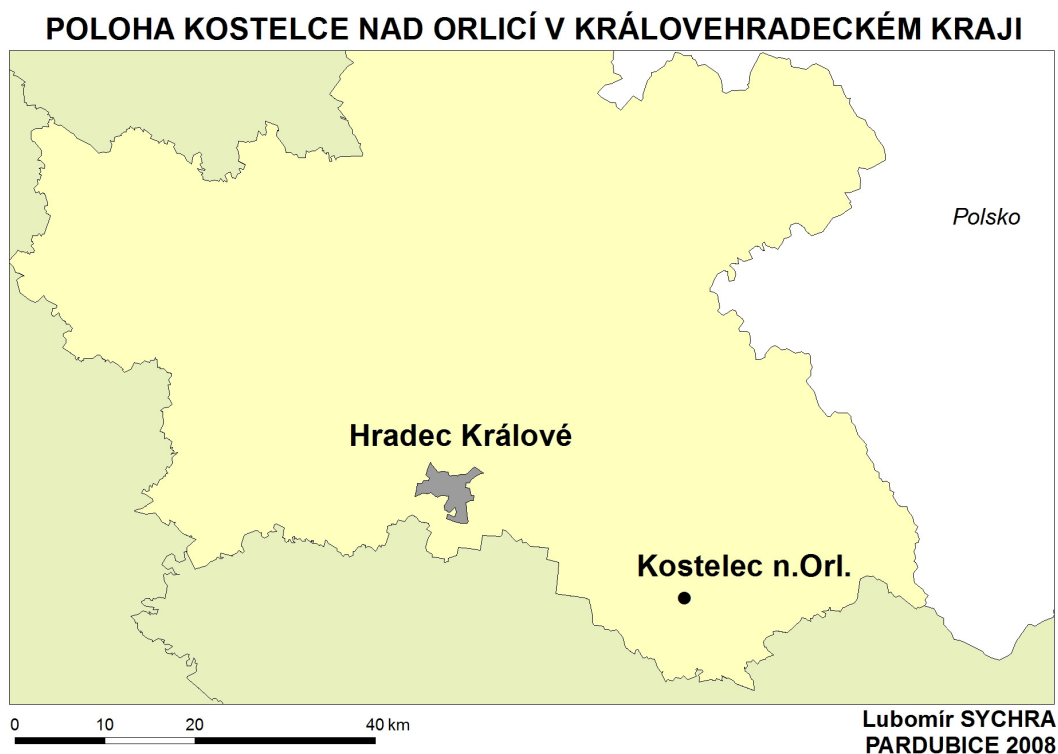 POLOHA KOSTELCE NAD ORLICÍ V KRÁLOVEHRADECKÉM KRAJI
Polsko
Hradec Králové
Kostelec n.Orl.
0 10 20 40 km
Lubomír SYCHRA
PARDUBICE 2008